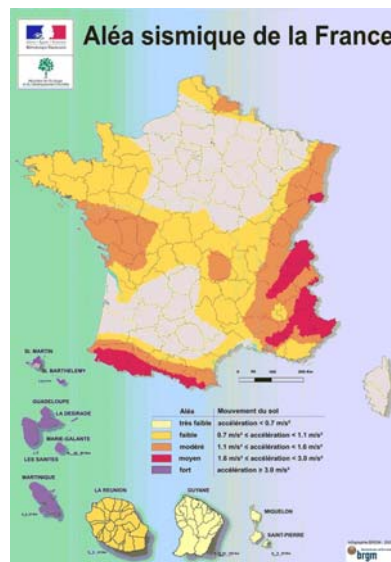 Aléa sismique de la France
RÉPUBLIQUE FRANÇAISE
St. MARTIN
St. BARTHELEMY
GUADELOUPE
LA DESIRADE
MARIE-GALANTE
LES SAINTES
MARTINIQUE
Aléa Mouvement du sol
très faible accélération < 0.7 m/s²
faible 0.7 m/s² ≤ accélération < 1.1 m/s²
modéré 1.1 m/s² ≤ accélération < 1.6 m/s²
moyen 1.6 m/s² ≤ accélération < 3.0 m/s²
fort accélération ≥ 3.0 m/s²
LA REUNION
GUYANE
MIQUELON
SAINT-PIERRE
brgm